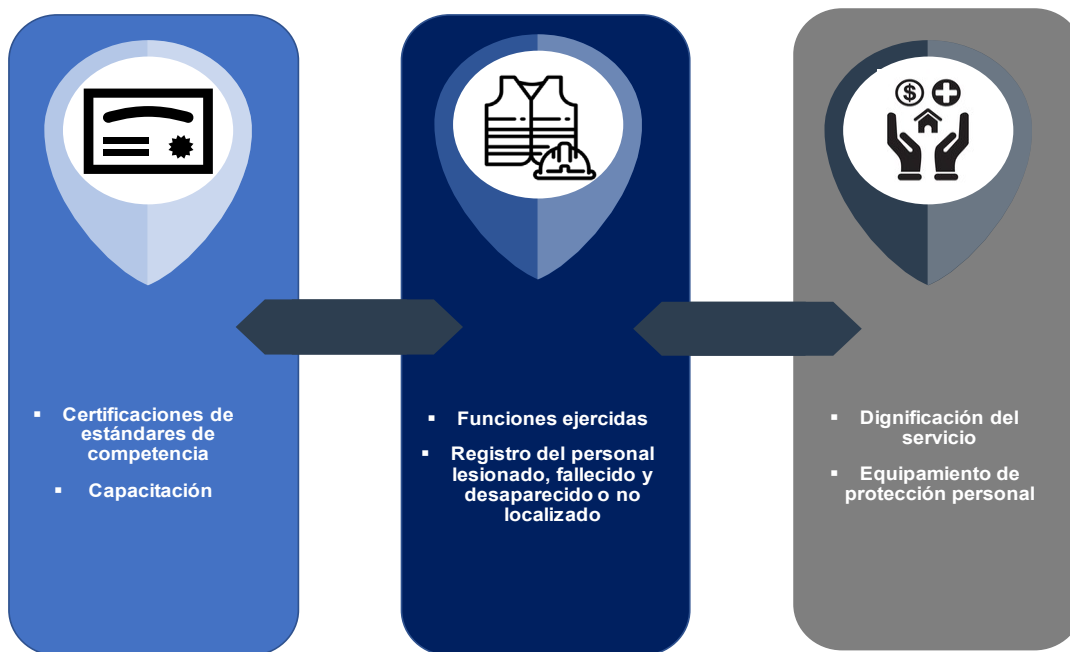 $
▪ Certificaciones de
estándares de
competencia
▪ Capacitación
▪ Funciones ejercidas
▪ Registro del personal
lesionado, fallecido y
desaparecido o no
localizado
▪ Dignificación del
servicio
▪ Equipamiento de
protección personal